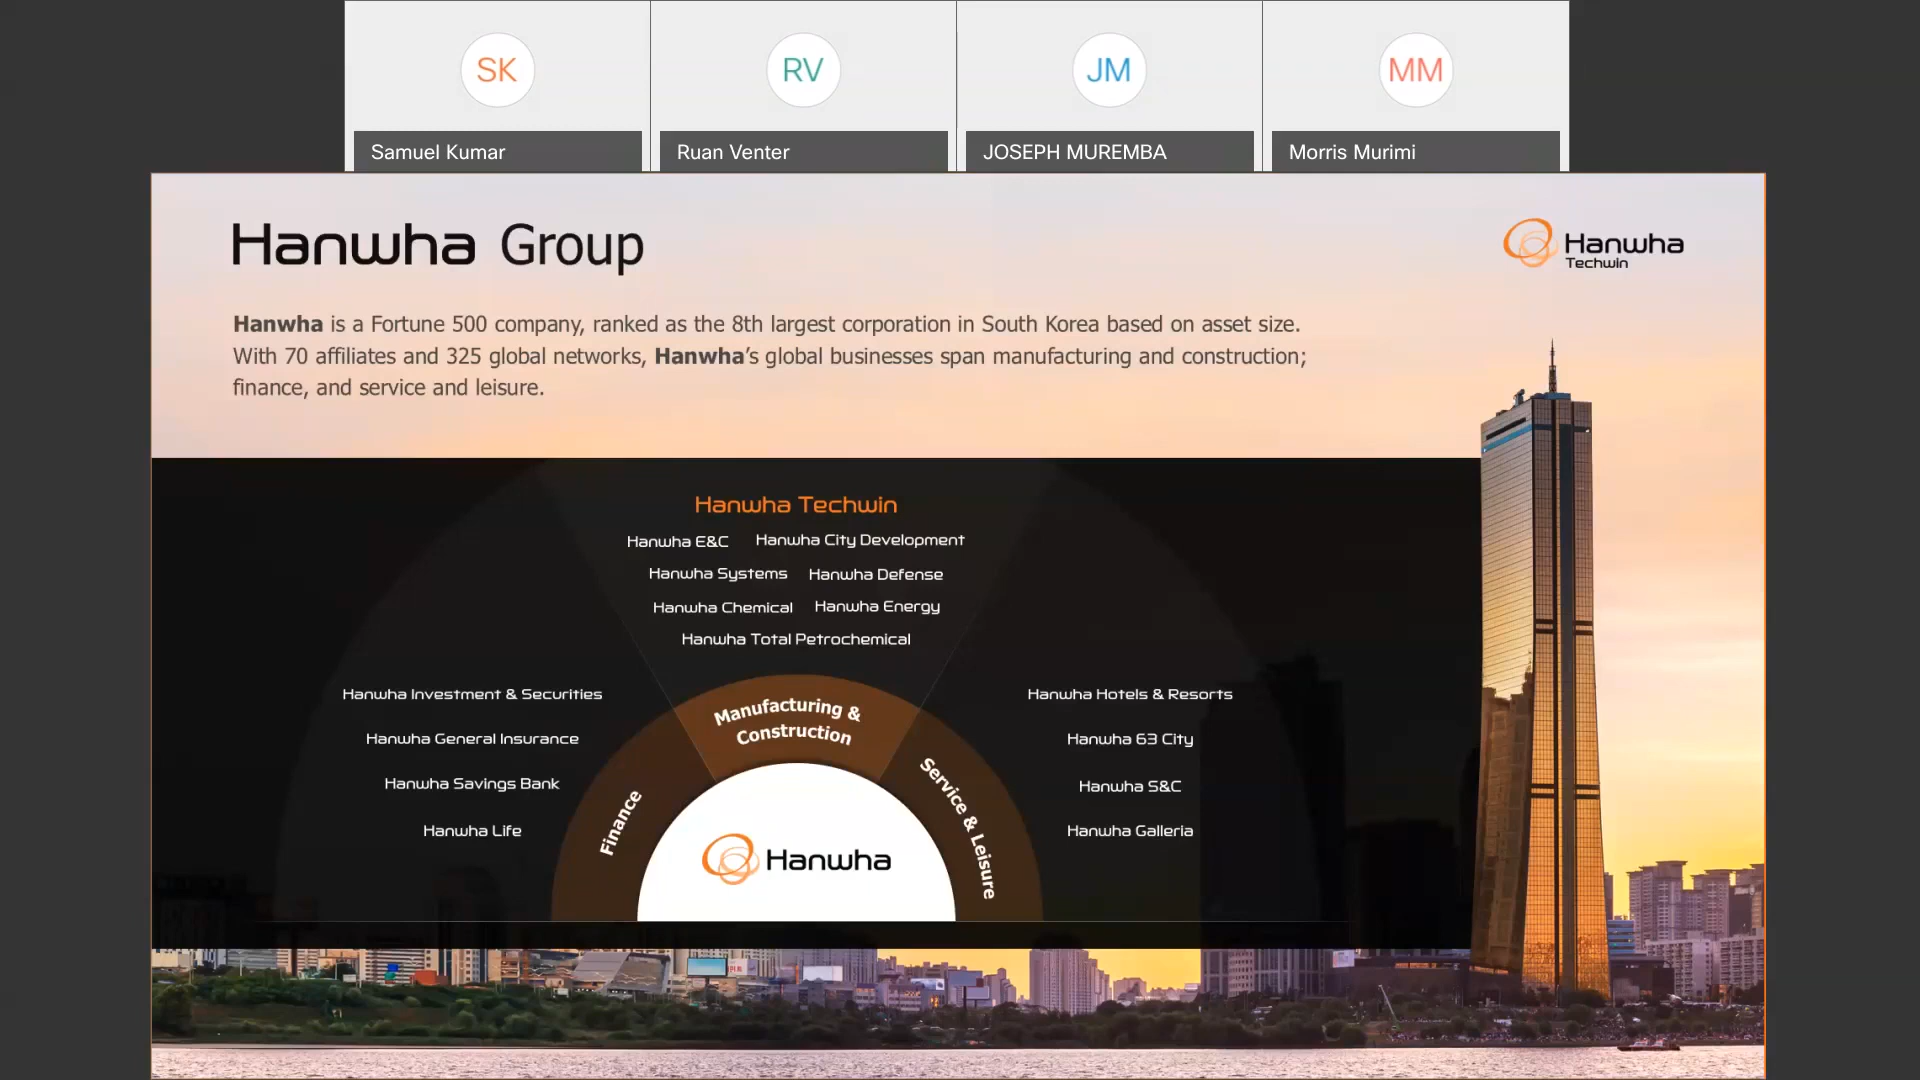 SK
RV
JM
MM
Samuel Kumar
Ruan Venter
JOSEPH MUREMBA
Morris Murimi
Hanwha Group
Hanwha
Techwin
Hanwha is a Fortune 500 company, ranked as the 8th largest corporation in South Korea based on asset size.
With 70 affiliates and 325 global networks, Hanwha's global businesses span manufacturing and construction;
finance, and service and leisure.
Hanwha Techwin
Hanwha E&C
Hanwha City Development
Hanwha Systems
Hanwha Defense
Hanwha Chemical
Hanwha Energy
Hanwha Total Petrochemical
Hanwha Investment & Securities
Hanwha General Insurance
Hanwha Savings Bank
Hanwha Life
Finance
Manufacturing &
Construction
Service & Leisure
Hanwha
Hanwha Hotels & Resorts
Hanwha 63 City
Hanwha S&C
Hanwha Galleria